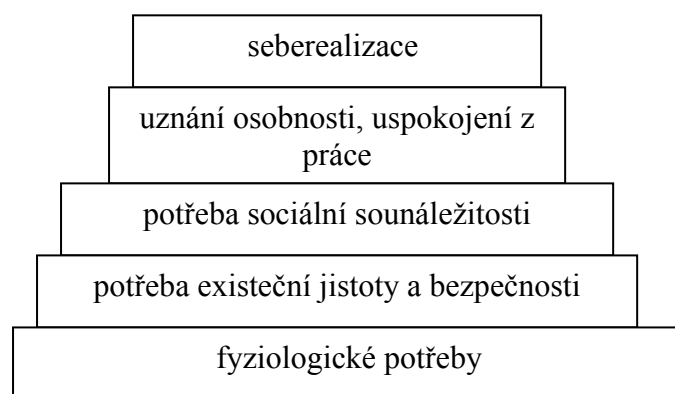 seberealizace
uznání osobnosti, uspokojení z
práce
potřeba sociální sounáležitosti
potřeba existeční jistoty a bezpečnosti
fyziologické potřeby